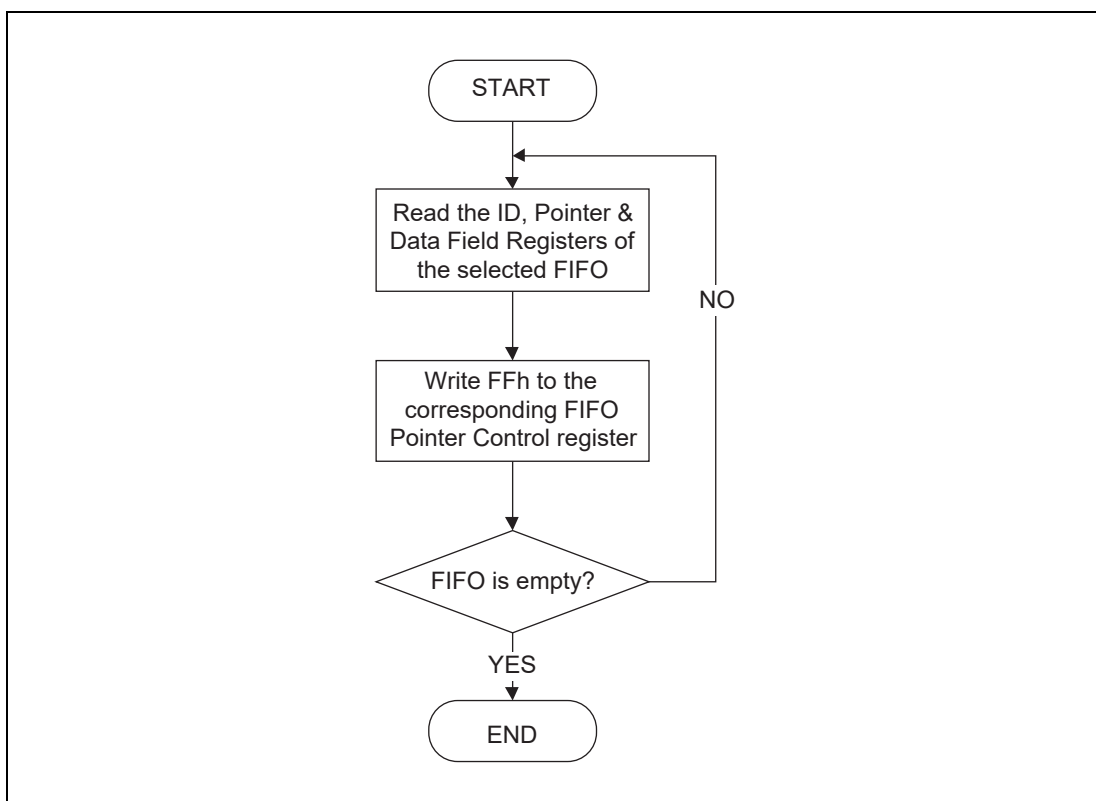 START
Read the ID, Pointer &
Data Field Registers of
the selected FIFO
NO
Write FFh to the
corresponding FIFO
Pointer Control register
FIFO is empty?
YES
END